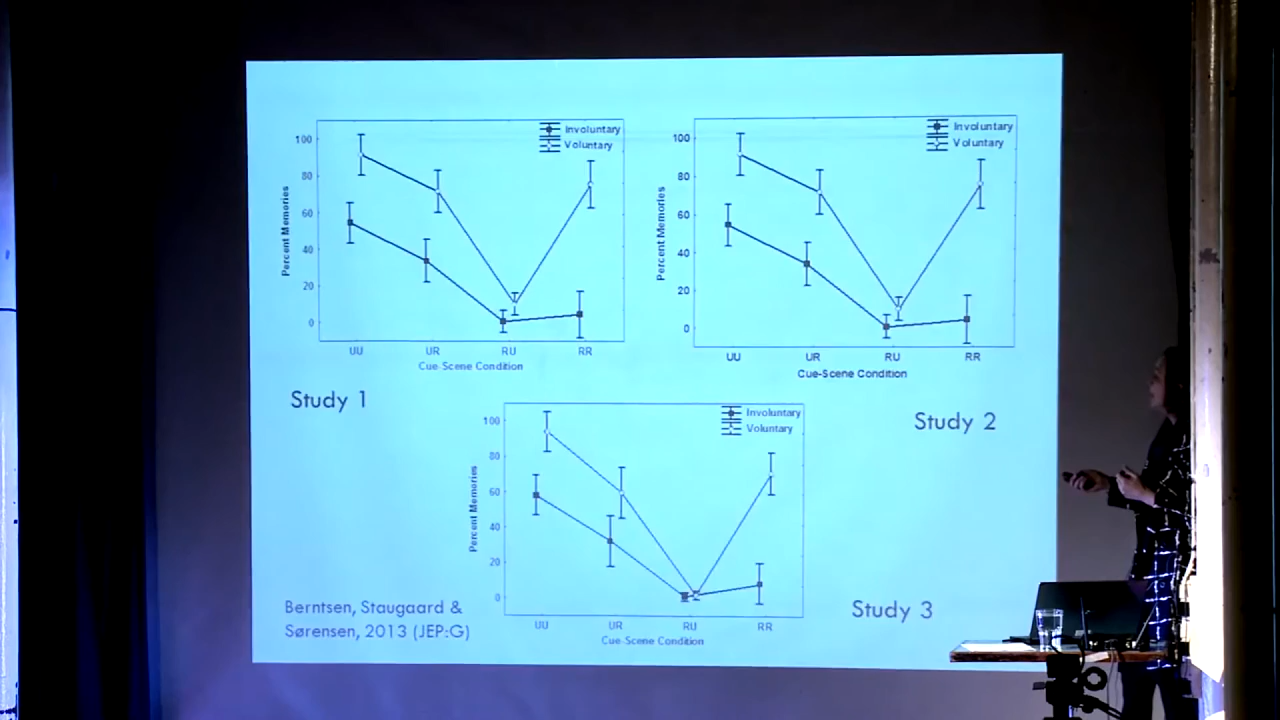 Involuntary
Voluntary
100
80
60
40
20
0
Percent Memories
UU RU RR UR
Cue-Scene Condition
Study 1
Involuntary
Voluntary
100
80
60
40
20
0
Percent Memories
UU UR RU RR
Cue-Scene Condition
Study 2
Involuntary
Voluntary
100
80
60
40
20
0
Percent Memories
UU UR RU RR
Cue-Scene Condition
Study 3
Berntsen, Staugaard &
Sørensen, 2013 (JEP:G)